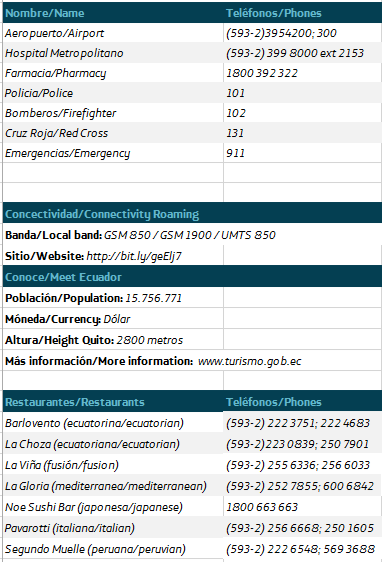 Nombre/Name Teléfonos/Phones
Aeropuerto/Airport (593-2)3954200; 300
Hospital Metropolitano (593-2) 399 8000 ext 2153
Farmacia/Pharmacy 1800 392 322
Policia/Police 101
Bomberos/Firefighter 102
Cruz Roja/Red Cross 131
Emergencias/Emergency 911
Concectividad/Connectivity Roaming
Banda/Local band: GSM 850 / GSM 1900 / UMTS 850
Sitio/Website: http://bit.ly/geElj7
Conoce/Meet Ecuador
Población/Population: 15.756.771
Móneda/Currency: Dólar
Altura/Height Quito: 2800 metros
Más información/More information: www.turismo.gob.ec
Restaurantes/Restaurants Teléfonos/Phones
Barlovento (ecuatorina/ecuatorian) (593-2) 222 3751; 222 4683
La Choza (ecuatoriana/ecuatorian) (593-2)223 0839; 250 7901
La Viña (fusión/fusion) (593-2) 255 6336; 256 6033
La Gloria (mediterranea/mediterranean) (593-2) 252 7855; 600 6842
Noe Sushi Bar (japonesa/japanese) 1800 663 663
Pavarotti (italiana/italian) (593-2) 256 6668; 250 1605
Segundo Muelle (peruana/peruvian) (593-2) 222 6548; 569 3688